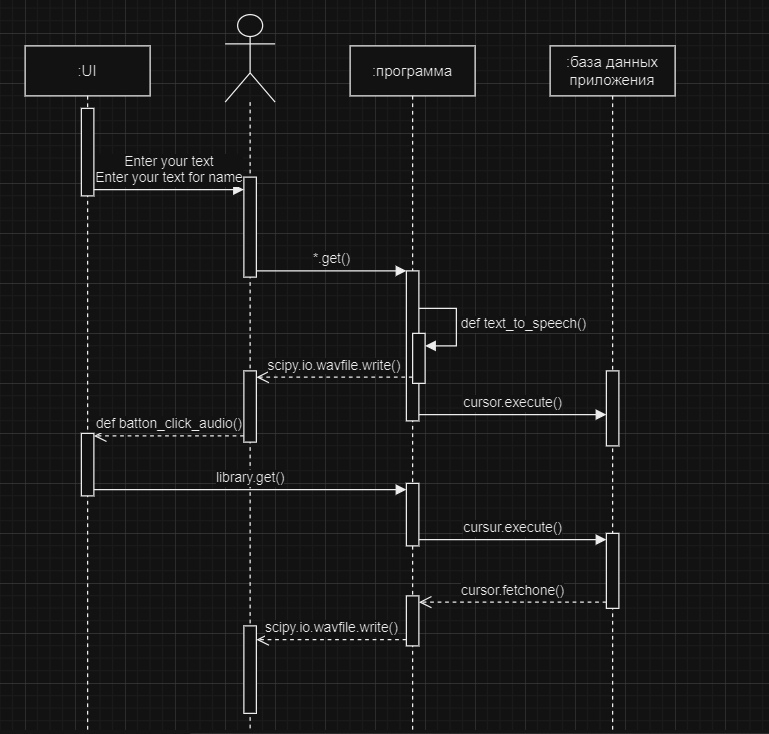 :UI
:программа
:база данных
приложения
Enter your text
Enter your text for name
*.get()
def text_to_speech()
scipy.io.wavfile.write()
cursor.execute()
def batton_click_audio()
library.get()
cursur.execute()
cursor.fetchone()
scipy.io.wavfile.write()